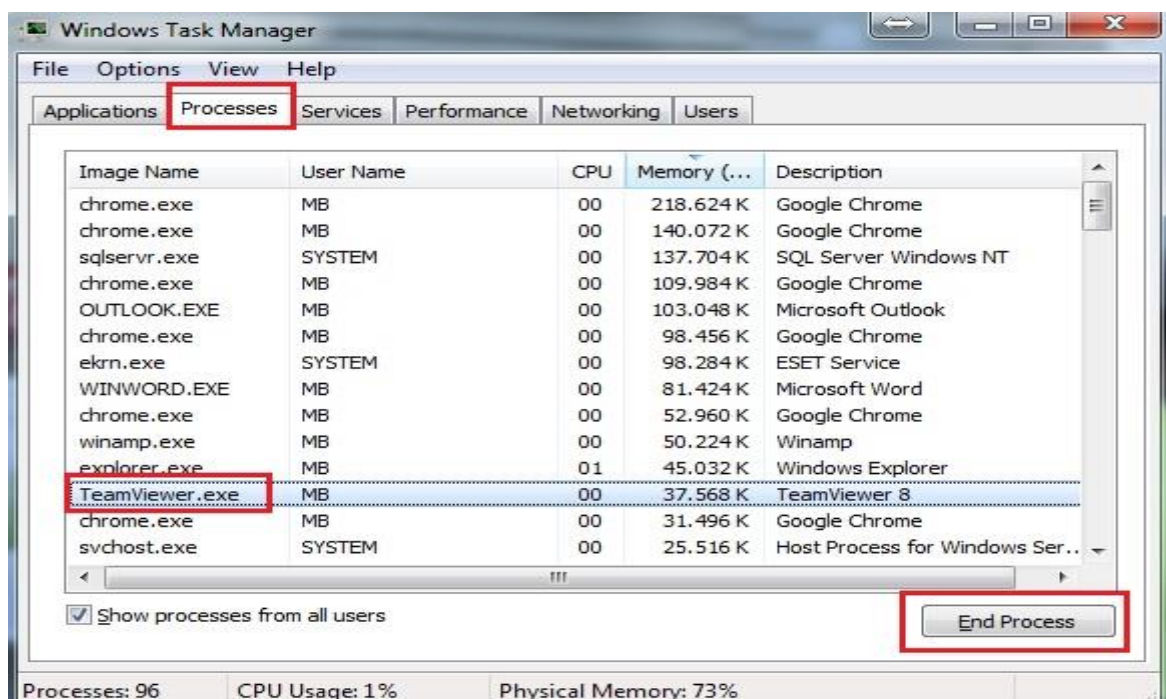 Windows Task Manager
File Options View Help
Applications Processes Services Performance Networking Users
Image Name User Name CPU Memory (... Description
chrome.exe MB 00 218.624 K Google Chrome
chrome.exe MB 00 140.072 K Google Chrome
sqlservr.exe SYSTEM 00 137.704 K SQL Server Windows NT
chrome.exe MB 00 109.984 K Google Chrome
OUTLOOK.EXE MB 00 103.048 K Microsoft Outlook
chrome.exe MB 00 98.456 K Google Chrome
ekrn.exe SYSTEM 00 98.284 K ESET Service
WINWORD.EXE MB 00 81.424 K Microsoft Word
chrome.exe MB 00 52.960 K Google Chrome
winamp.exe MB 00 50.224 K Winamp
explorer.exe MB 01 45.032 K Windows Explorer
TeamViewer.exe MB 00 37.568 K TeamViewer 8
chrome.exe MB 00 31.496 K Google Chrome
svchost.exe SYSTEM 00 25.516 K Host Process for Windows Ser..
Show processes from all users
End Process
Processes: 96 CPU Usage: 1% Physical Memory: 73%